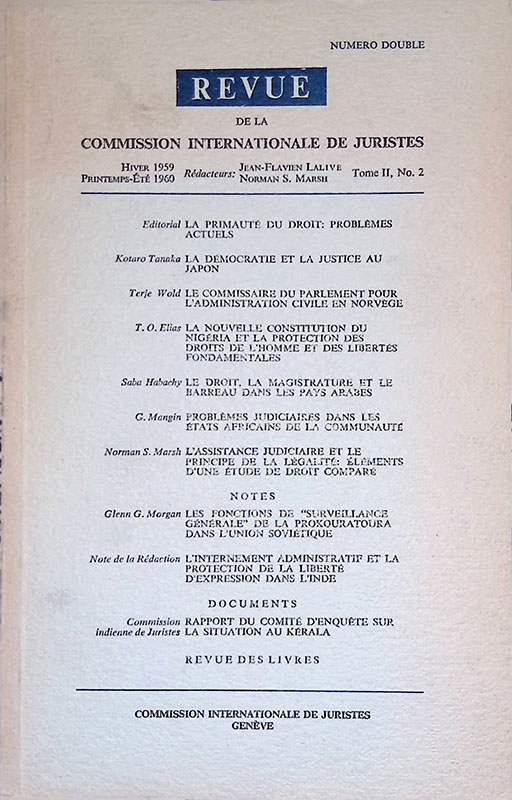 NUMERO DOUBLE
REVUE
DE LA
COMMISSION INTERNATIONALE DE JURISTES
HIVER 1959
PRINTEMPS-ÉTÉ 1960
Rédacteurs: JEAN-FLAVIEN LALIVE
NORMAN S. MARSH
Tome II, No. 2
Editorial LA PRIMAUTÉ DU DROIT: PROBLÈMES
ACTUELS
Kotaro Tanaka LA DÉMOCRATIE ET LA JUSTICE AU
JAPON
Terje Wold LE COMMISSAIRE DU PARLEMENT POUR
L'ADMINISTRATION CIVILE EN NORVÈGE
T. O. Elias LA NOUVELLE CONSTITUTION DU
NIGÉRIA ET LA PROTECTION DES
DROITS DE L'HOMME ET DES LIBERTÉS
FONDAMENTALES
Saba Habachy LE DROIT, LA MAGISTRATURE ET LE
BARREAU DANS LES PAYS ARABES
G. Mangin PROBLÈMES JUDICIAIRES DANS LES
ÉTATS AFRICAINS DE LA COMMUNAUTÉ
Norman S. Marsh L'ASSISTANCE JUDICIAIRE ET LE
PRINCIPE DE LA LÉGALITÉ: ÉLÉMENTS
D'UNE ÉTUDE DE DROIT COMPARÉ
NOTES
Glenn G. Morgan LES FONCTIONS DE "SURVEILLANCE
GÉNÉRALE" DE LA PROKOURATOURA
DANS L'UNION SOVIÉTIQUE
Note de la Rédaction L'INTERNEMENT ADMINISTRATIF ET LA
PROTECTION DE LA LIBERTÉ
D'EXPRESSION DANS L'INDE
DOCUMENTS
Commission RAPPORT DU COMITÉ D'ENQUÊTE SUR
indienne de Juristes LA SITUATION AU KÉRALA
REVUE DES LIVRES
COMMISSION INTERNATIONALE DE JURISTES
GENÈVE